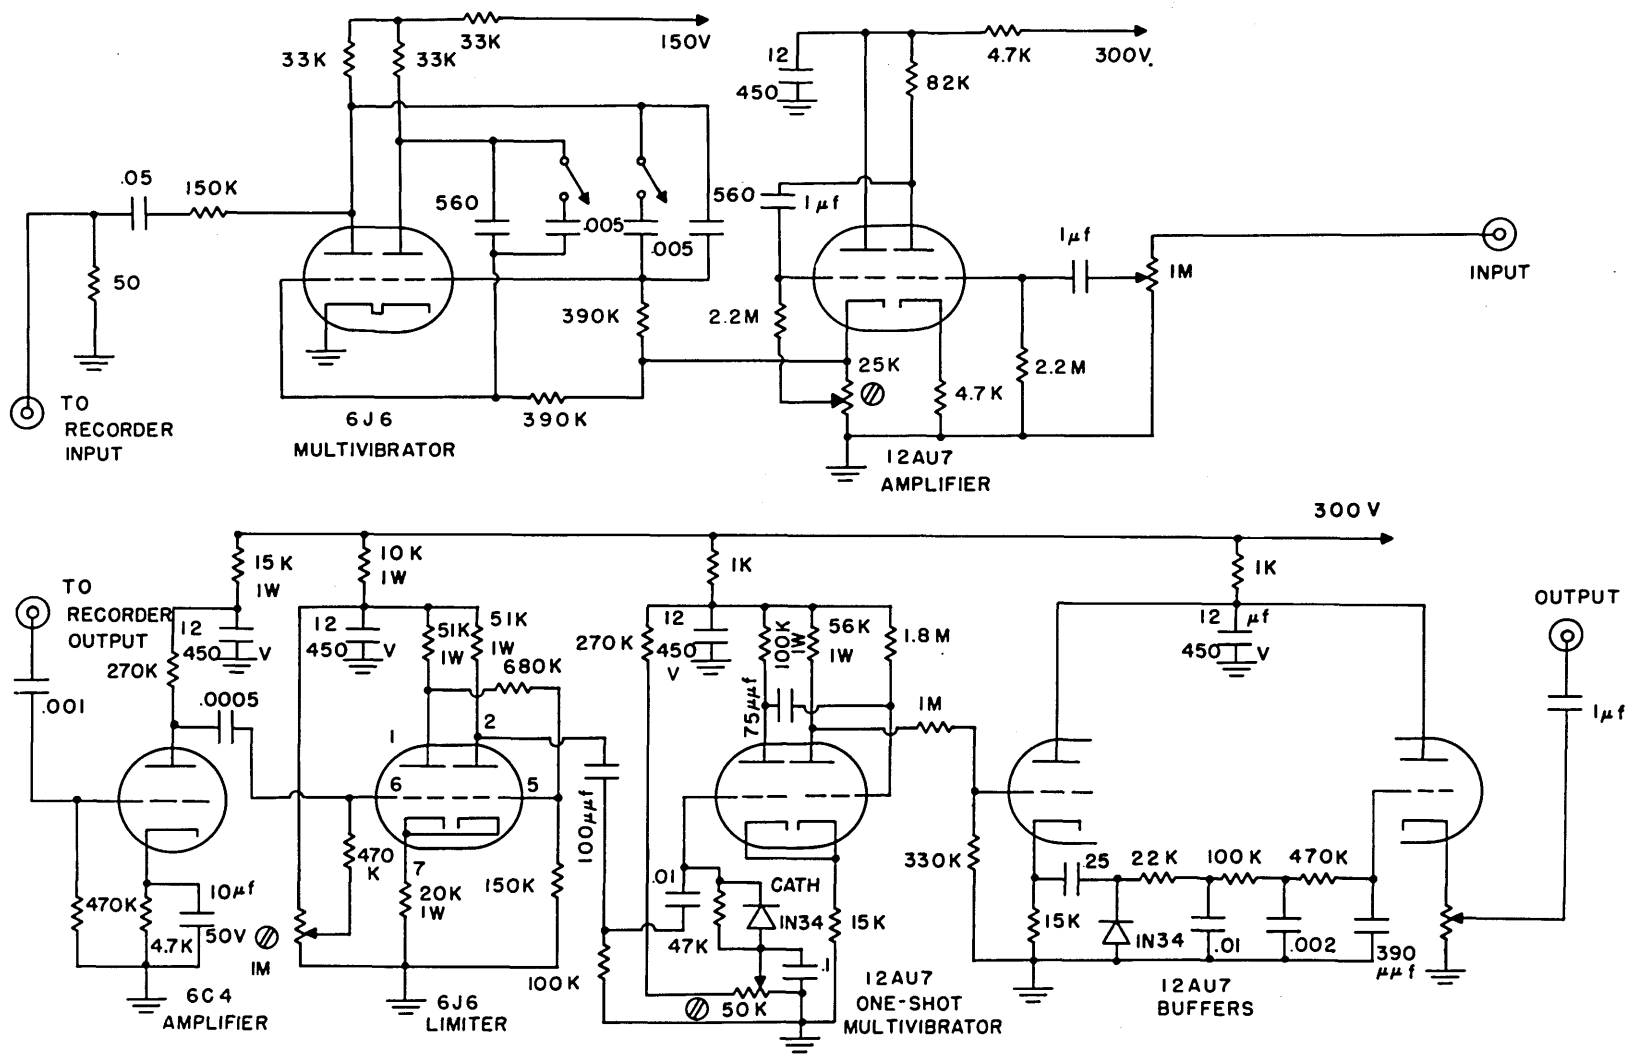 33K
150V
33K
33K
12
450
4.7K
300V.
82K
.05
150K
50
560
.005
.005
560
1μf
1μf
1M
INPUT
390K
2.2M
25K
4.7K
2.2M
TO
RECORDER
INPUT
6J6
MULTIVIBRATOR
390K
12AU7
AMPLIFIER
300V
TO
RECORDER
OUTPUT
15K
1W
10K
1W
1K
1K
OUTPUT
12
450 V
270K
12
450 V
51K
1W
51K
1W
680K
270K
12
450
V
100K
1W
56K
1W
1.8M
12 μf
450 V
.001
.0005
1
2
75μμf
1M
1μf
6
5
100μμf
470
K
7
20K
1W
150K
.01
CATH
330K
.25
22K
100K
470K
470K
4.7K
10μf
50V
1M
47K
1N34
15K
15K
1N34
.01
.002
390
μμf
100K
.1
50K
6C4
AMPLIFIER
6J6
LIMITER
12AU7
ONE-SHOT
MULTIVIBRATOR
12AU7
BUFFERS